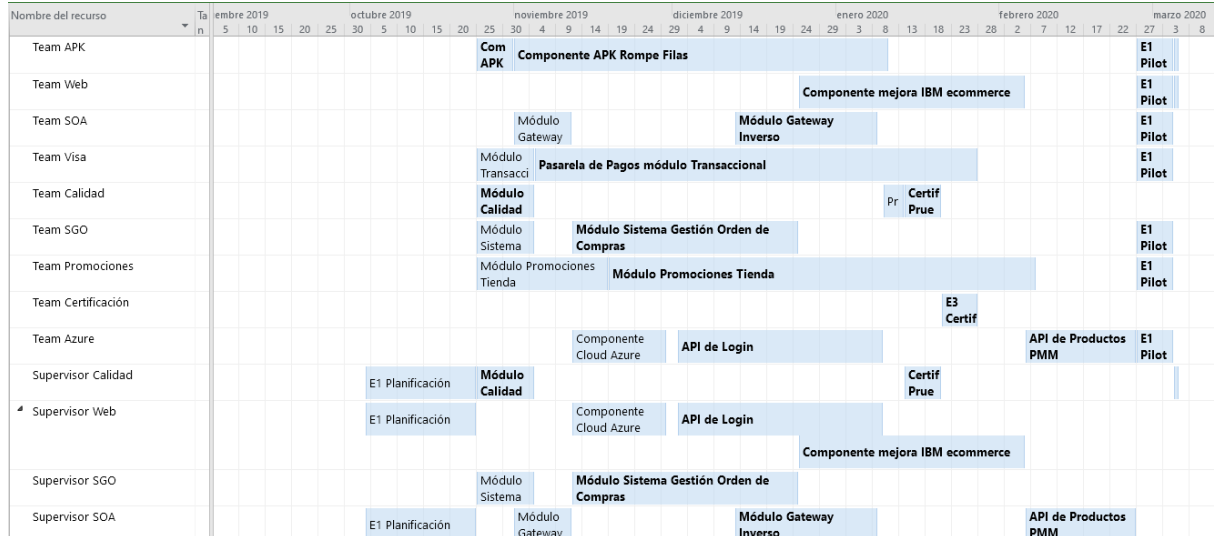 Nombre del recurso
Ta
n
embre 2019
octubre 2019
noviembre 2019
diciembre 2019
enero 2020
febrero 2020
marzo 2020
5 10 15 20 25 30 5 10 15 20 25 30 4 9 14 19 24 29 4 9 14 19 24 29 3 8 13 18 23 28 2 7 12 17 22 27 3 8
Team APK
Com
APK
Componente APK Rompe Filas
E1
Pilot
Team Web
Componente mejora IBM ecommerce
E1
Pilot
Team SOA
Módulo
Gateway
Módulo Gateway
Inverso
E1
Pilot
Team Visa
Módulo
Transacci
Pasarela de Pagos módulo Transaccional
E1
Pilot
Team Calidad
Módulo
Calidad
Pr
Certif
Prue
Team SGO
Módulo
Sistema
Módulo Sistema Gestión Orden de
Compras
E1
Pilot
Team Promociones
Módulo Promociones
Tienda
Módulo Promociones Tienda
E1
Pilot
Team Certificación
E3
Certif
Team Azure
Componente
Cloud Azure
API de Login
API de Productos
PMM
E1
Pilot
Supervisor Calidad
E1 Planificación
Módulo
Calidad
Certif
Prue
Supervisor Web
E1 Planificación
Componente
Cloud Azure
API de Login
Componente mejora IBM ecommerce
Supervisor SGO
Módulo
Sistema
Módulo Sistema Gestión Orden de
Compras
Supervisor SOA
E1 Planificación
Módulo
Gateway
Módulo Gateway
Inverso
API de Productos
PMM